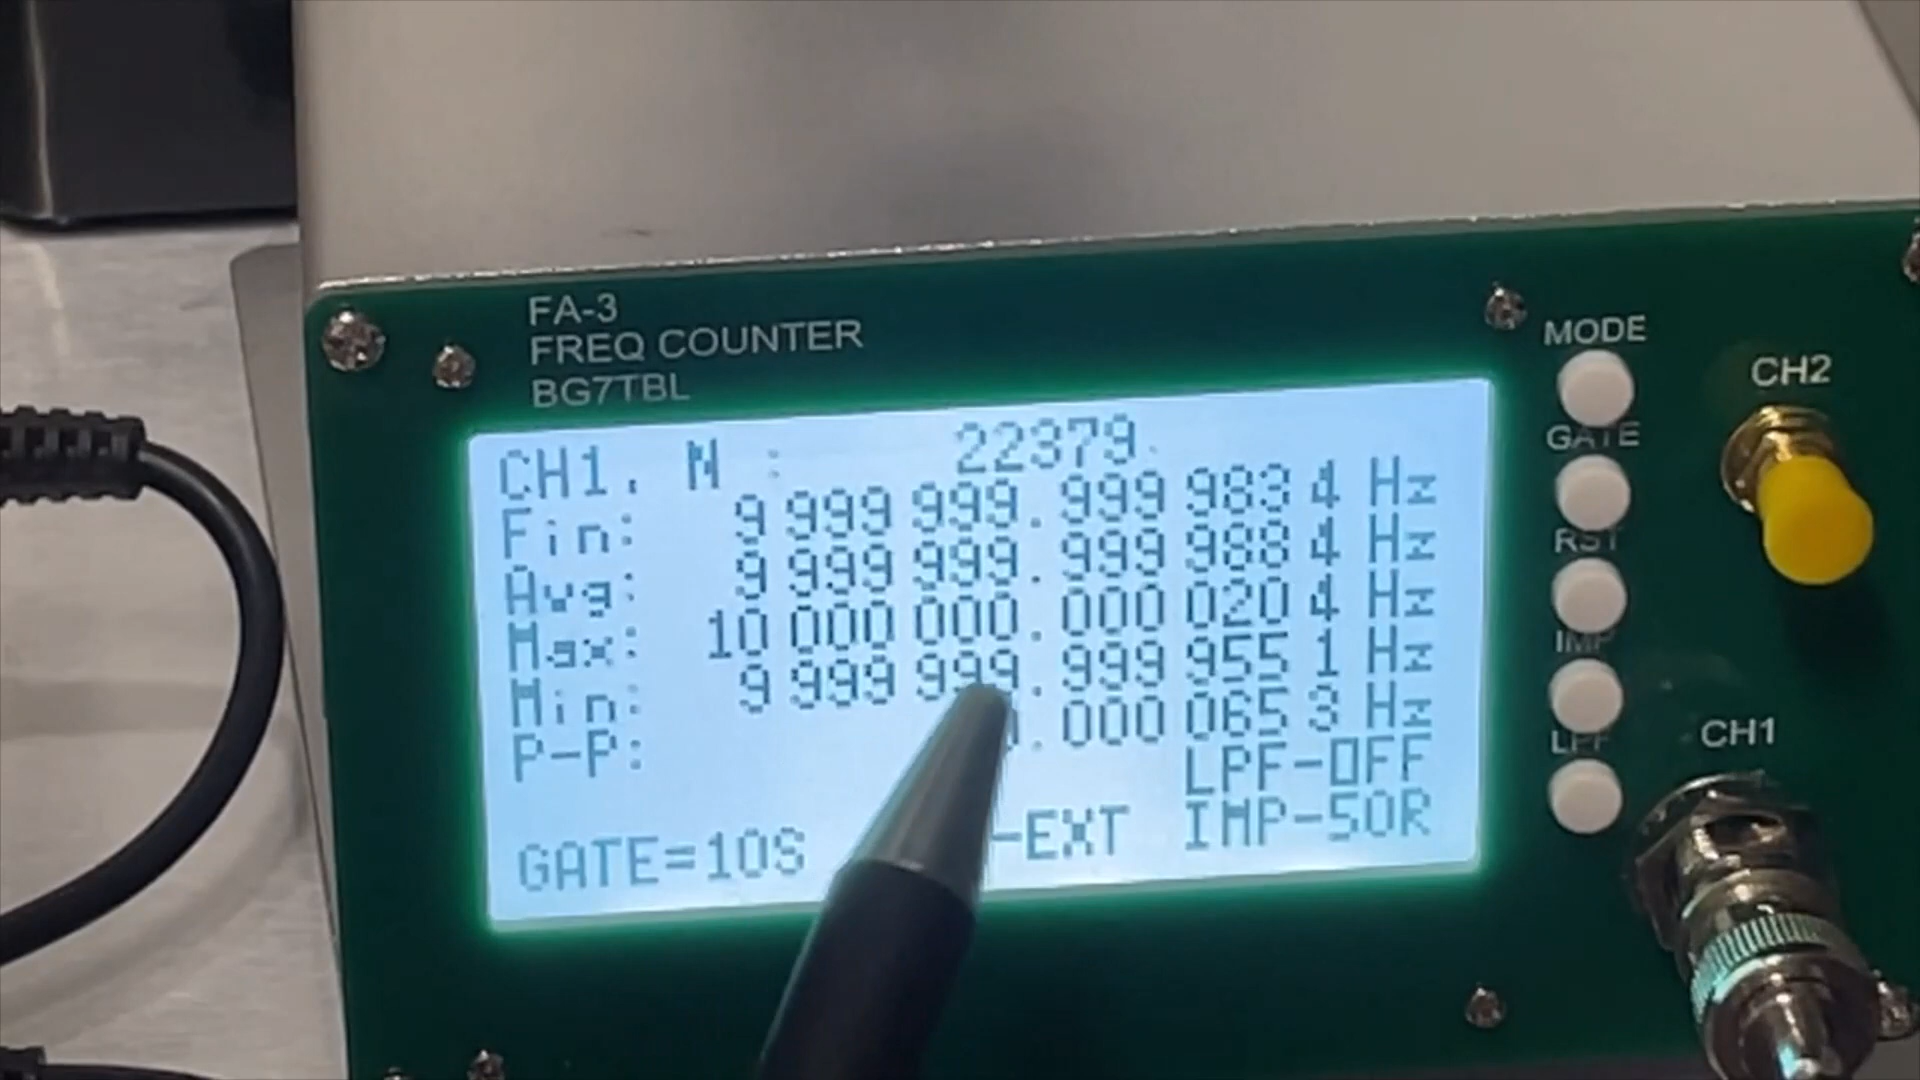 FA-3
FREQ COUNTER
BG7TBL
CH1. N : 22379.
Fin: 9 999 999.999 983 4 Hz
Avg: 9 999 999.999 988 4 Hz
Max: 10 000 000.000 020 4 Hz
Min: 9 999 999.999 955 1 Hz
P-P: .000 065 3 Hz
LPF-OFF
GATE=10S -EXT IMP-50R
MODE
GATE
RST
IMP
LPF
CH2
CH1